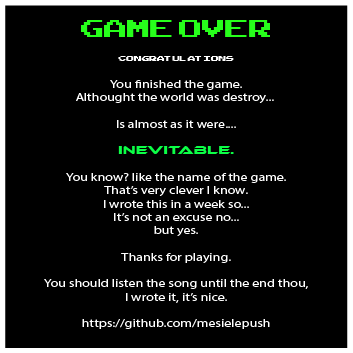 GAME OVER
CONGRATULATIONS
You finished the game.
Althought the world was destroy...
Is almost as it were....
INEVITABLE.
You know? like the name of the game.
That's very clever I know.
I wrote this in a week so...
It's not an excuse no...
but yes.
Thanks for playing.
You should listen the song until the end thou,
I wrote it, it's nice.
https://github.com/mesielepush